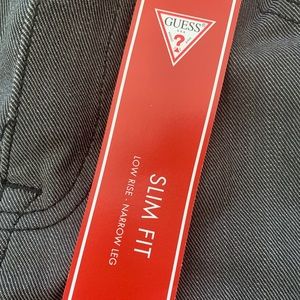 GUESS
?
SLIM FIT
LOW RISE - NARROW LEG